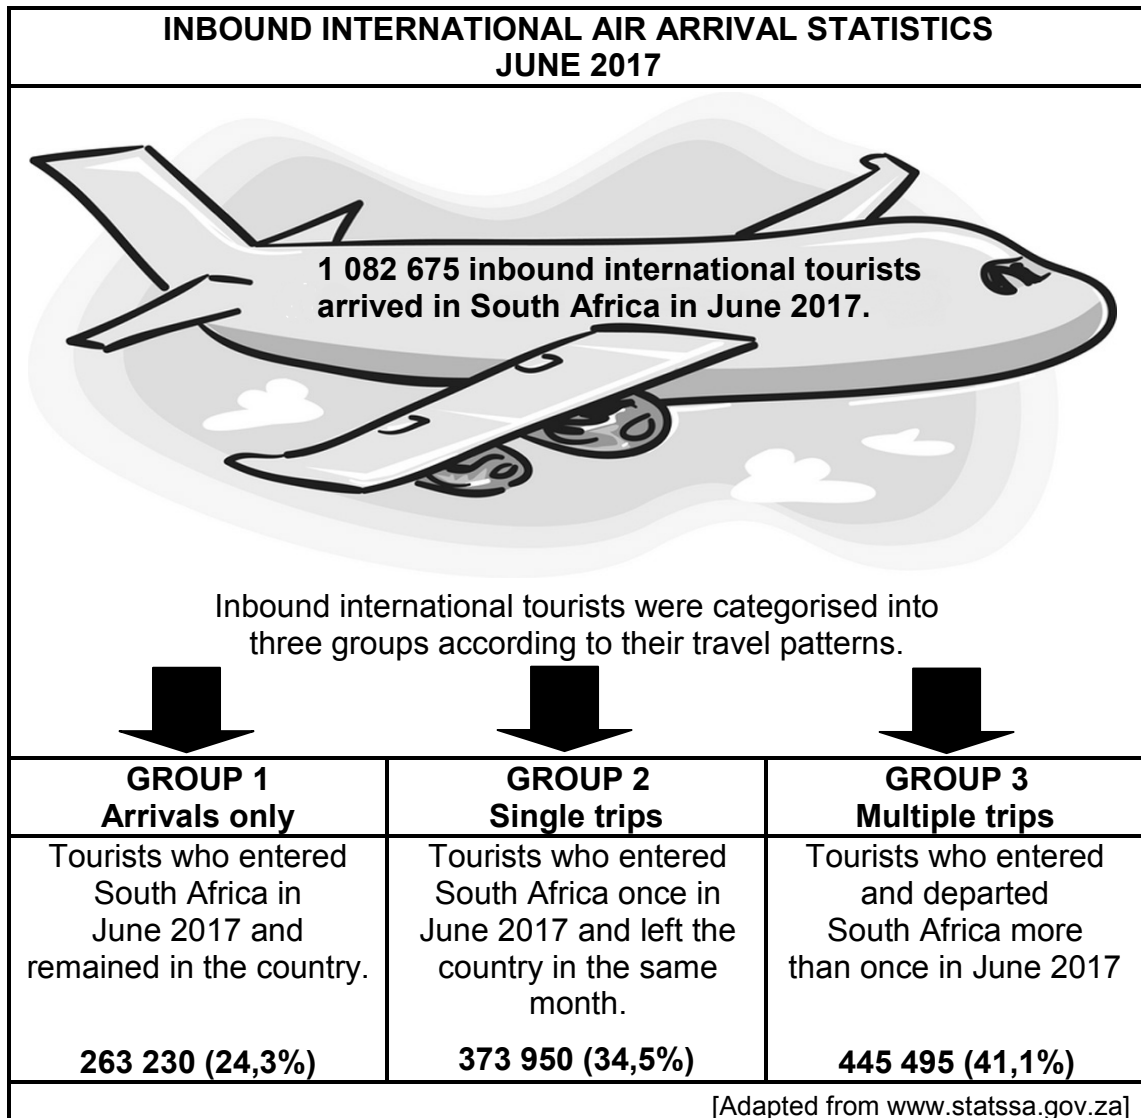 INBOUND INTERNATIONAL AIR ARRIVAL STATISTICS
JUNE 2017
1 082 675 inbound international tourists
arrived in South Africa in June 2017.
Inbound international tourists were categorised into
three groups according to their travel patterns.
GROUP 1
Arrivals only
Tourists who entered
South Africa in
June 2017 and
remained in the country.
263 230 (24,3%)
GROUP 2
Single trips
Tourists who entered
South Africa once in
June 2017 and left the
country in the same
month.
373 950 (34,5%)
GROUP 3
Multiple trips
Tourists who entered
and departed
South Africa more
than once in June 2017
445 495 (41,1%)
[Adapted from www.statssa.gov.za]